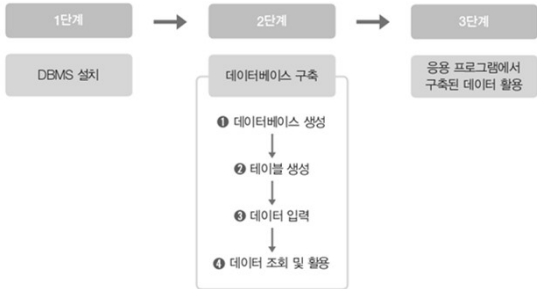 1단계
2단계
3단계
DBMS 설치
데이터베이스 구축
응용 프로그램에서
구축된 데이터 활용
❶ 데이터베이스 생성
❷ 테이블 생성
❸ 데이터 입력
❹ 데이터 조회 및 활용